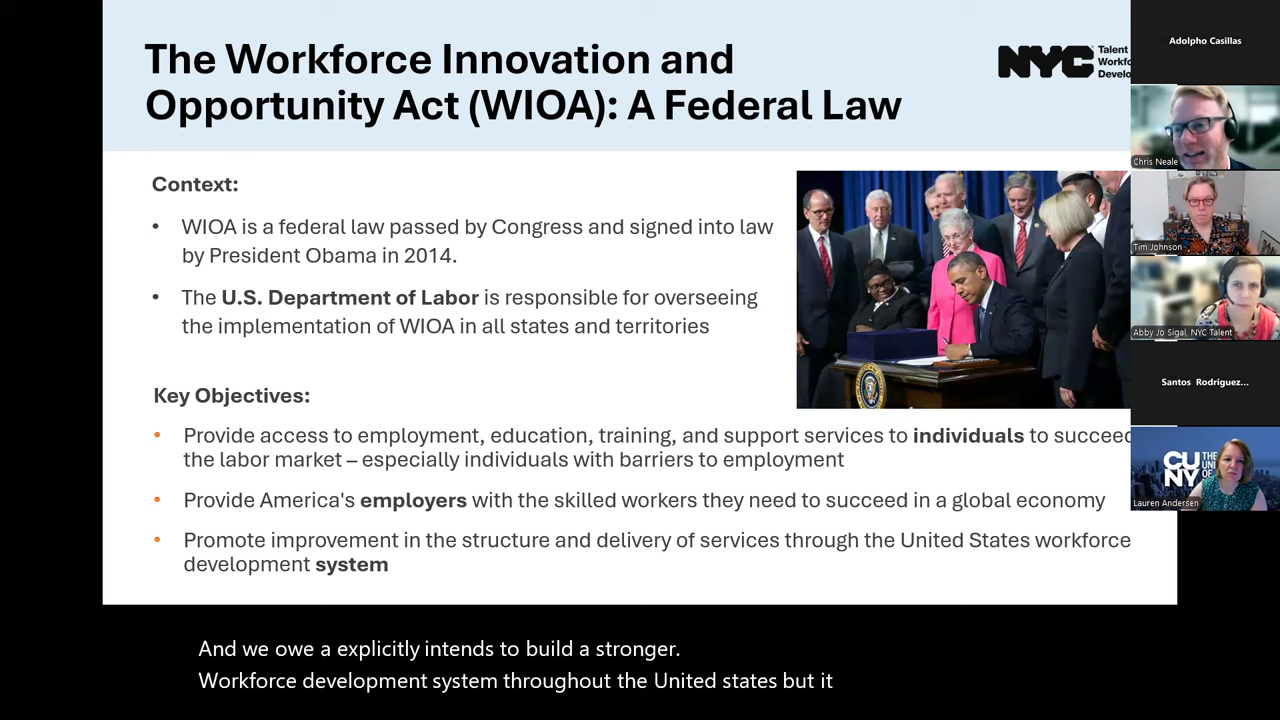 The Workforce Innovation and
Opportunity Act (WIOA): A Federal Law
NYC Talent
Workfo
Develo
Context:
• WIOA is a federal law passed by Congress and signed into law
by President Obama in 2014.
• The U.S. Department of Labor is responsible for overseeing
the implementation of WIOA in all states and territories
Key Objectives:
• Provide access to employment, education, training, and support services to individuals to succeed
the labor market – especially individuals with barriers to employment
• Provide America's employers with the skilled workers they need to succeed in a global economy
• Promote improvement in the structure and delivery of services through the United States workforce
development system
Adolpho Casillas
Chris Neale
Tim Johnson
Abby Jo Sigal, NYC Talent
Santos Rodriguez...
CU THE
NY UNI
OF
Lauren Andersen
And we owe a explicitly intends to build a stronger.
Workforce development system throughout the United states but it